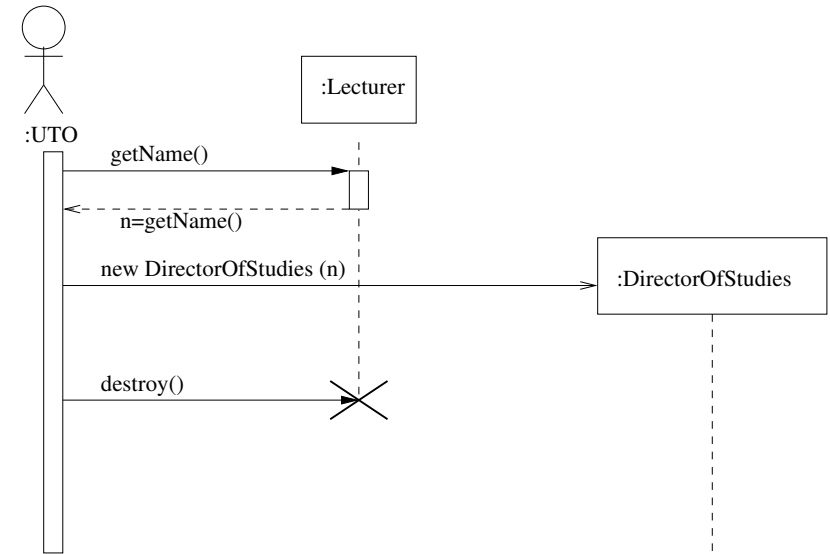 :Lecturer
:UTO
getName()
n=getName()
new DirectorOfStudies (n)
:DirectorOfStudies
destroy()